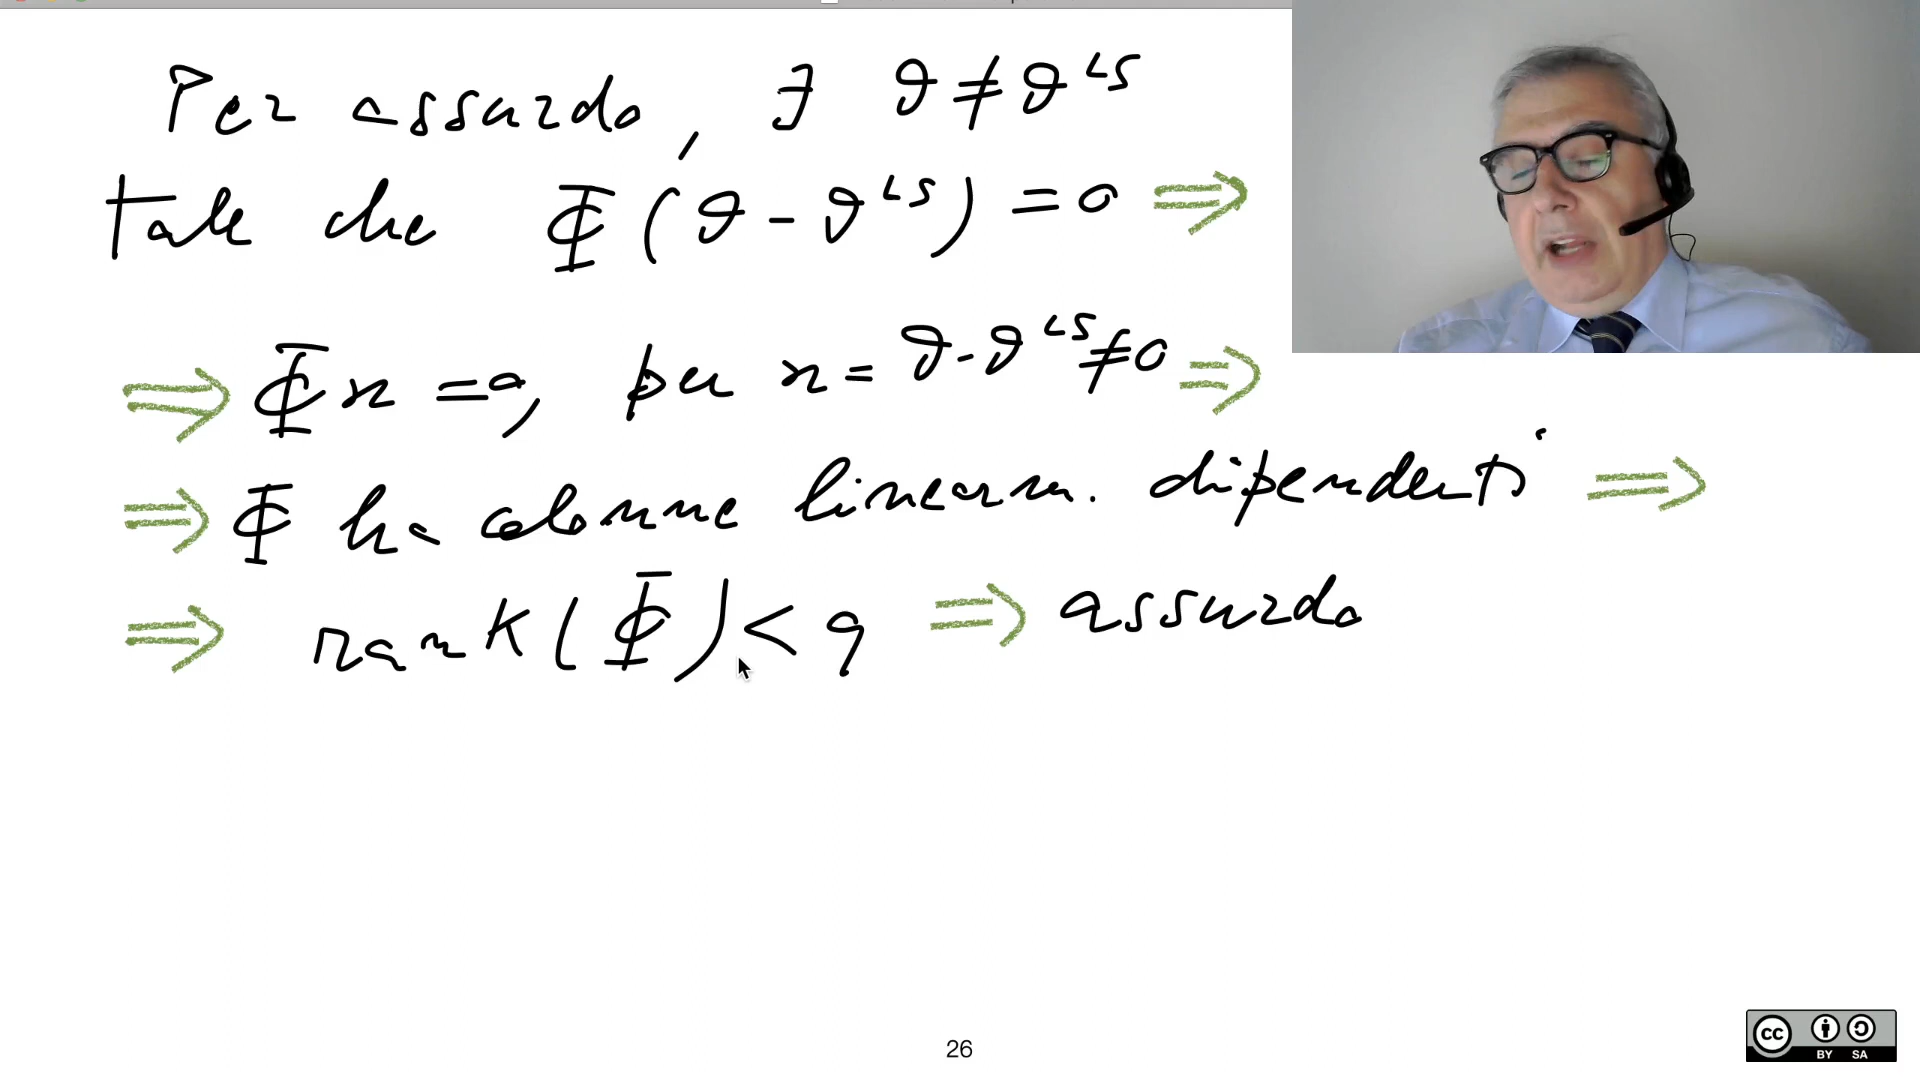 Per assurdo, ∃ ϑ ≠ ϑ^LS
tale che Φ(ϑ - ϑ^LS) = 0 ⇒
⇒ Φx = 0, per x = ϑ - ϑ^LS ≠ 0 ⇒
⇒ Φ ha colonne linearm. dipendenti ⇒
⇒ rank(Φ) < q ⇒ assurdo
26
cc
BY SA